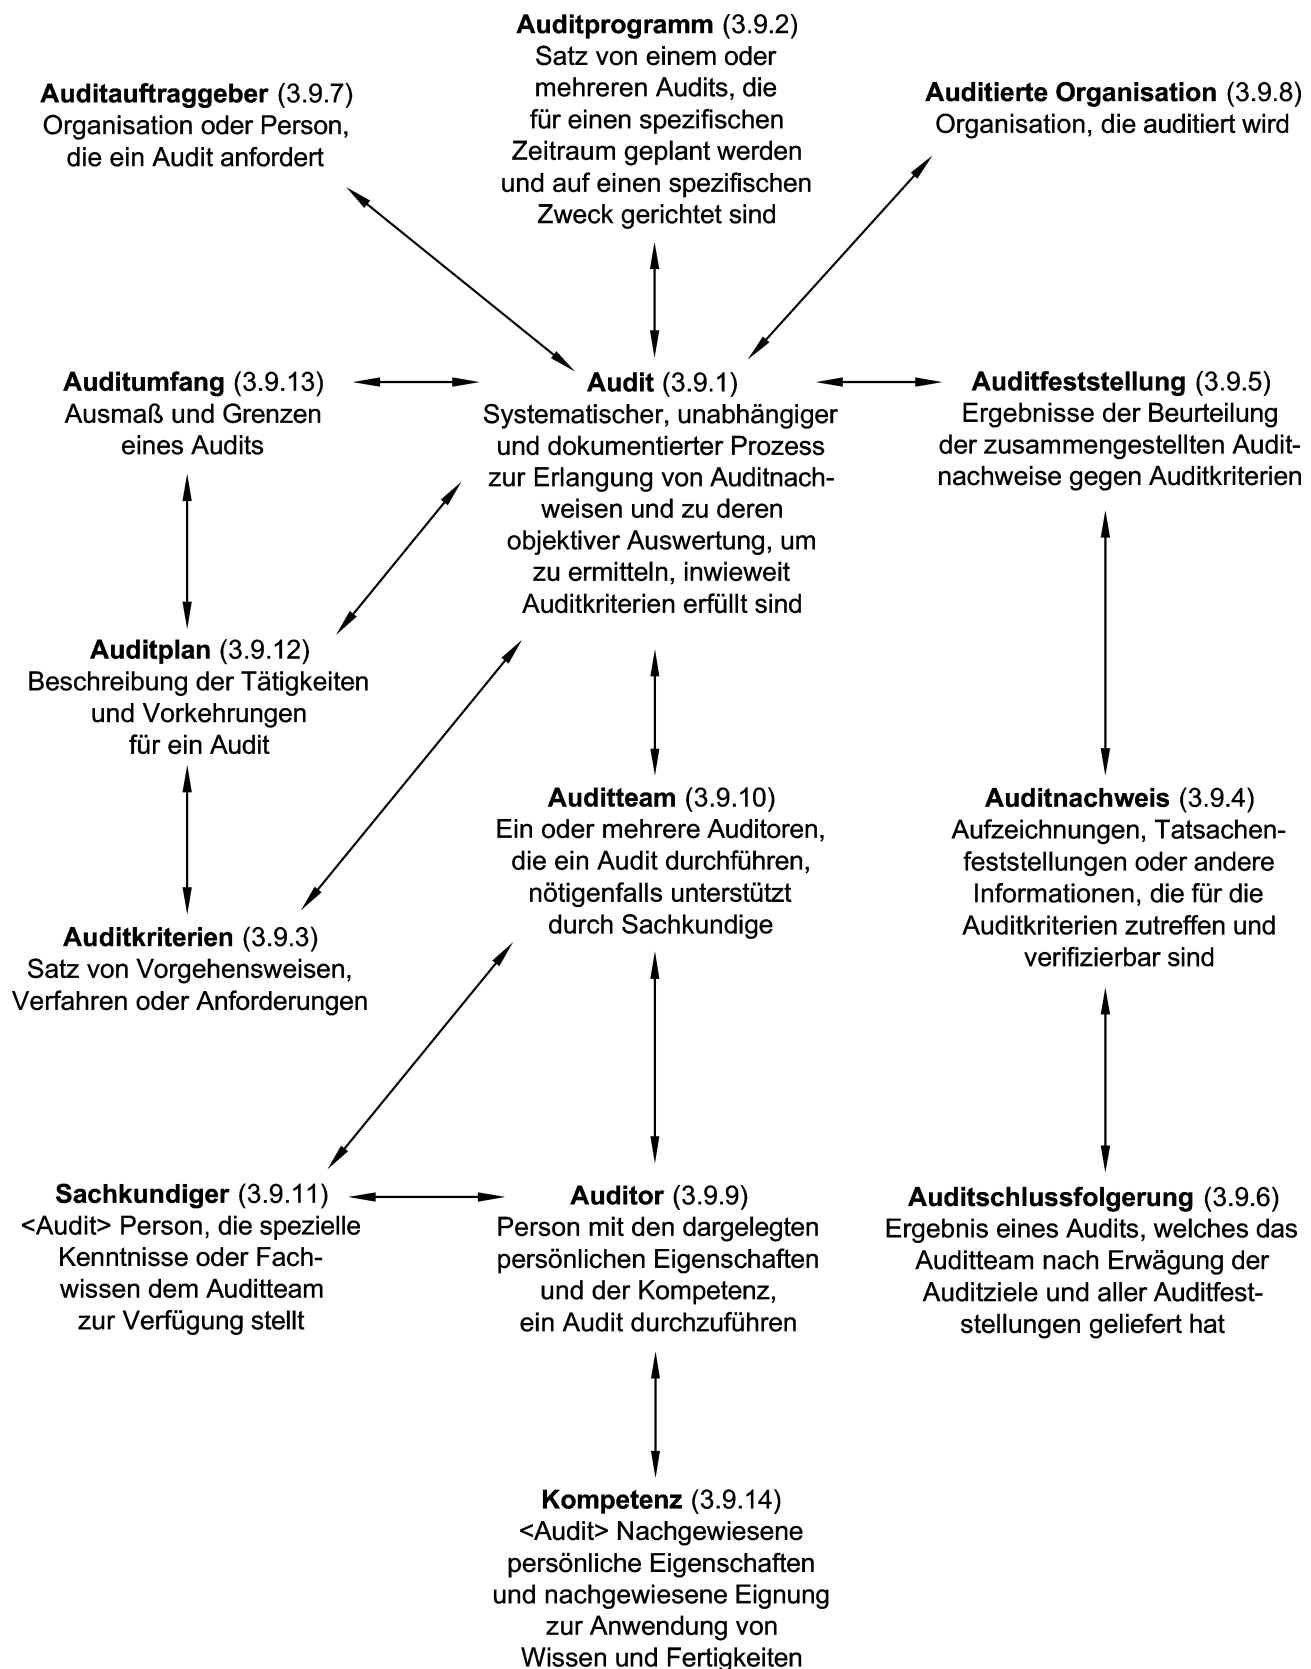 Auditprogramm (3.9.2)
Satz von einem oder
mehreren Audits, die
für einen spezifischen
Zeitraum geplant werden
und auf einen spezifischen
Zweck gerichtet sind
Auditauftraggeber (3.9.7)
Organisation oder Person,
die ein Audit anfordert
Auditierte Organisation (3.9.8)
Organisation, die auditiert wird
Auditumfang (3.9.13)
Ausmaß und Grenzen
eines Audits
Audit (3.9.1)
Systematischer, unabhängiger
und dokumentierter Prozess
zur Erlangung von Auditnach-
weisen und zu deren
objektiver Auswertung, um
zu ermitteln, inwieweit
Auditkriterien erfüllt sind
Auditfeststellung (3.9.5)
Ergebnisse der Beurteilung
der zusammengestellten Audit-
nachweise gegen Auditkriterien
Auditplan (3.9.12)
Beschreibung der Tätigkeiten
und Vorkehrungen
für ein Audit
Auditteam (3.9.10)
Ein oder mehrere Auditoren,
die ein Audit durchführen,
nötigenfalls unterstützt
durch Sachkundige
Auditnachweis (3.9.4)
Aufzeichnungen, Tatsachen-
feststellungen oder andere
Informationen, die für die
Auditkriterien zutreffen und
verifizierbar sind
Auditkriterien (3.9.3)
Satz von Vorgehensweisen,
Verfahren oder Anforderungen
Sachkundiger (3.9.11)
<Audit> Person, die spezielle
Kenntnisse oder Fach-
wissen dem Auditteam
zur Verfügung stellt
Auditor (3.9.9)
Person mit den dargelegten
persönlichen Eigenschaften
und der Kompetenz,
ein Audit durchzuführen
Auditschlussfolgerung (3.9.6)
Ergebnis eines Audits, welches das
Auditteam nach Erwägung der
Auditziele und aller Auditfest-
stellungen geliefert hat
Kompetenz (3.9.14)
<Audit> Nachgewiesene
persönliche Eigenschaften
und nachgewiesene Eignung
zur Anwendung von
Wissen und Fertigkeiten